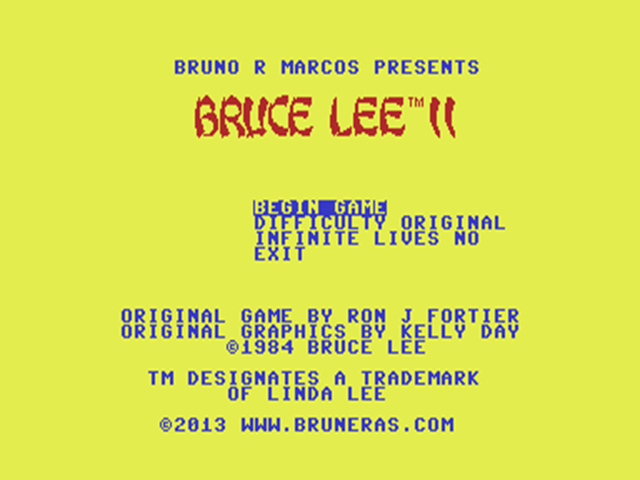 BRUNO R MARCOS PRESENTS
BRUCE LEE™ II
BEGIN GAME
DIFFICULTY ORIGINAL
INFINITE LIVES NO
EXIT
ORIGINAL GAME BY RON J FORTIER
ORIGINAL GRAPHICS BY KELLY DAY
©1984 BRUCE LEE
TM DESIGNATES A TRADEMARK
OF LINDA LEE
©2013 WWW.BRUNERAS.COM